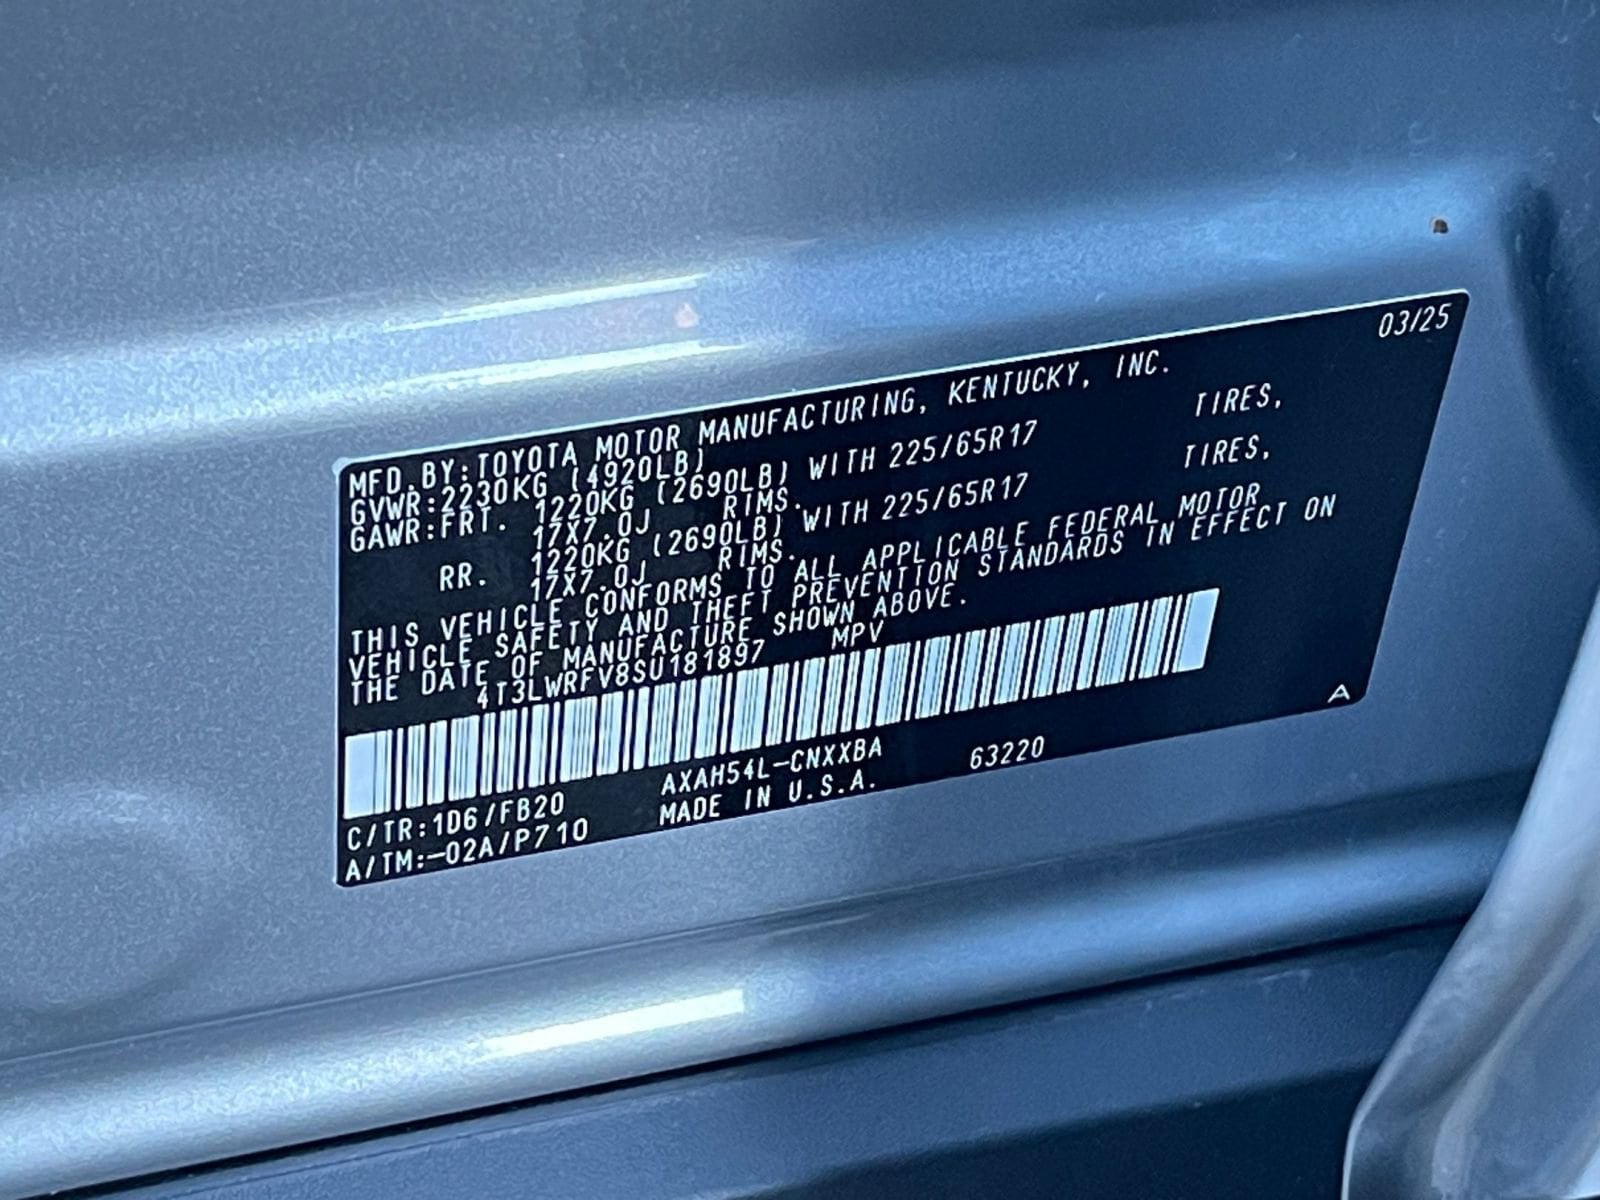 03/25
MFD.BY:TOYOTA MOTOR MANUFACTURING, KENTUCKY, INC.
GVWR:2230KG (4920LB)
GAWR:FRT. 1220KG (2690LB) WITH 225/65R17 TIRES,
17X7.0J RIMS.
RR. 1220KG (2690LB) WITH 225/65R17 TIRES,
17X7.0J RIMS.
THIS VEHICLE CONFORMS TO ALL APPLICABLE FEDERAL MOTOR
VEHICLE SAFETY AND THEFT PREVENTION STANDARDS IN EFFECT ON
THE DATE OF MANUFACTURE SHOWN ABOVE.
4T3LWRFV8SU181897 MPV
A
C/TR:1D6/FB20 AXAH54L-CNXXBA 63220
A/TM:-02A/P710 MADE IN U.S.A.